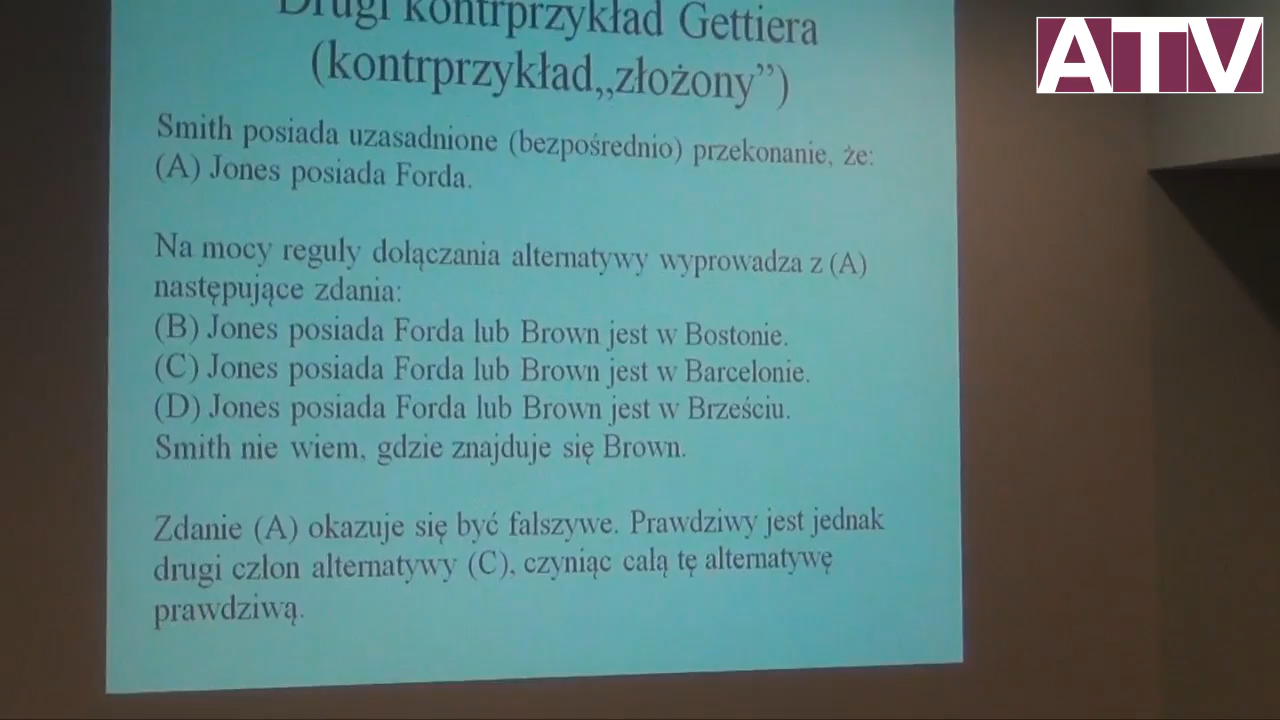 Drugi kontrprzykład Gettiera
ATV
(kontrprzykład„złożony”)
Smith posiada uzasadnione (bezpośrednio) przekonanie, że:
(A) Jones posiada Forda.
Na mocy reguły dołączania alternatywy wyprowadza z (A)
następujące zdania:
(B) Jones posiada Forda lub Brown jest w Bostonie.
(C) Jones posiada Forda lub Brown jest w Barcelonie.
(D) Jones posiada Forda lub Brown jest w Brześciu.
Smith nie wiem, gdzie znajduje się Brown.
Zdanie (A) okazuje się być fałszywe. Prawdziwy jest jednak
drugi człon alternatywy (C), czyniąc całą tę alternatywę
prawdziwą.